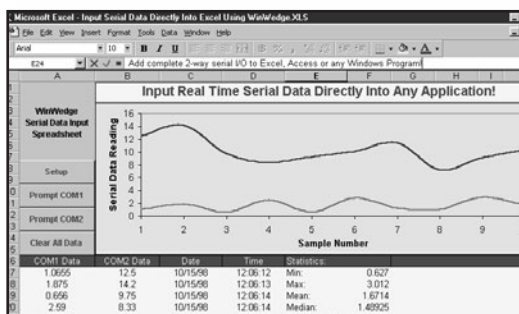 Microsoft Excel - Input Serial Data Directly Into Excel Using WinWedge.XLS
File Edit View Insert Format Tools Data Window Help
Arial 10 B I U
E24 Add complete 2-way serial I/O to Excel, Access or any Windows Program!
A B C D E F G H I
WinWedge
Serial Data Input
Spreadsheet
Setup
Prompt COM1
Prompt COM2
Clear All Data
Input Real Time Serial Data Directly Into Any Application!
Serial Data Reading
16
14
12
10
8
6
4
2
0
1 2 3 4 5 6 7 8 9
Sample Number
COM1 Data COM2 Data Date Time Statistics:
1.0655 12.5 10/15/98 12:06:12 Min: 0.627
1.875 14.2 10/15/98 12:06:13 Max: 3.012
0.656 9.75 10/15/98 12:06:14 Mean: 1.6714
2.59 8.33 10/15/98 12:06:14 Median: 1.48925